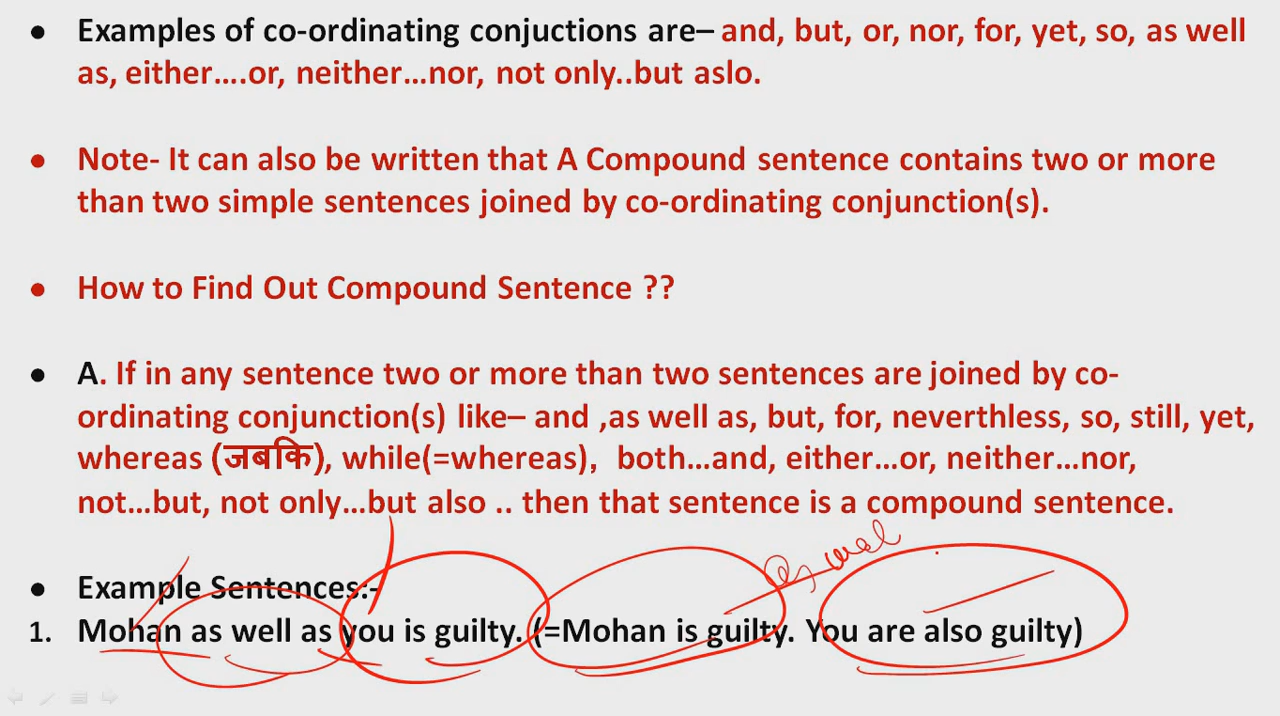 • Examples of co-ordinating conjuctions are– and, but, or, nor, for, yet, so, as well
as, either….or, neither…nor, not only..but aslo.
• Note- It can also be written that A Compound sentence contains two or more
than two simple sentences joined by co-ordinating conjunction(s).
• How to Find Out Compound Sentence ??
• A. If in any sentence two or more than two sentences are joined by co-
ordinating conjunction(s) like– and ,as well as, but, for, neverthless, so, still, yet,
whereas (जबकि), while(=whereas), both…and, either…or, neither…nor,
not…but, not only…but also .. then that sentence is a compound sentence.
• Example Sentences:-
1. Mohan as well as you is guilty. (=Mohan is guilty. You are also guilty)